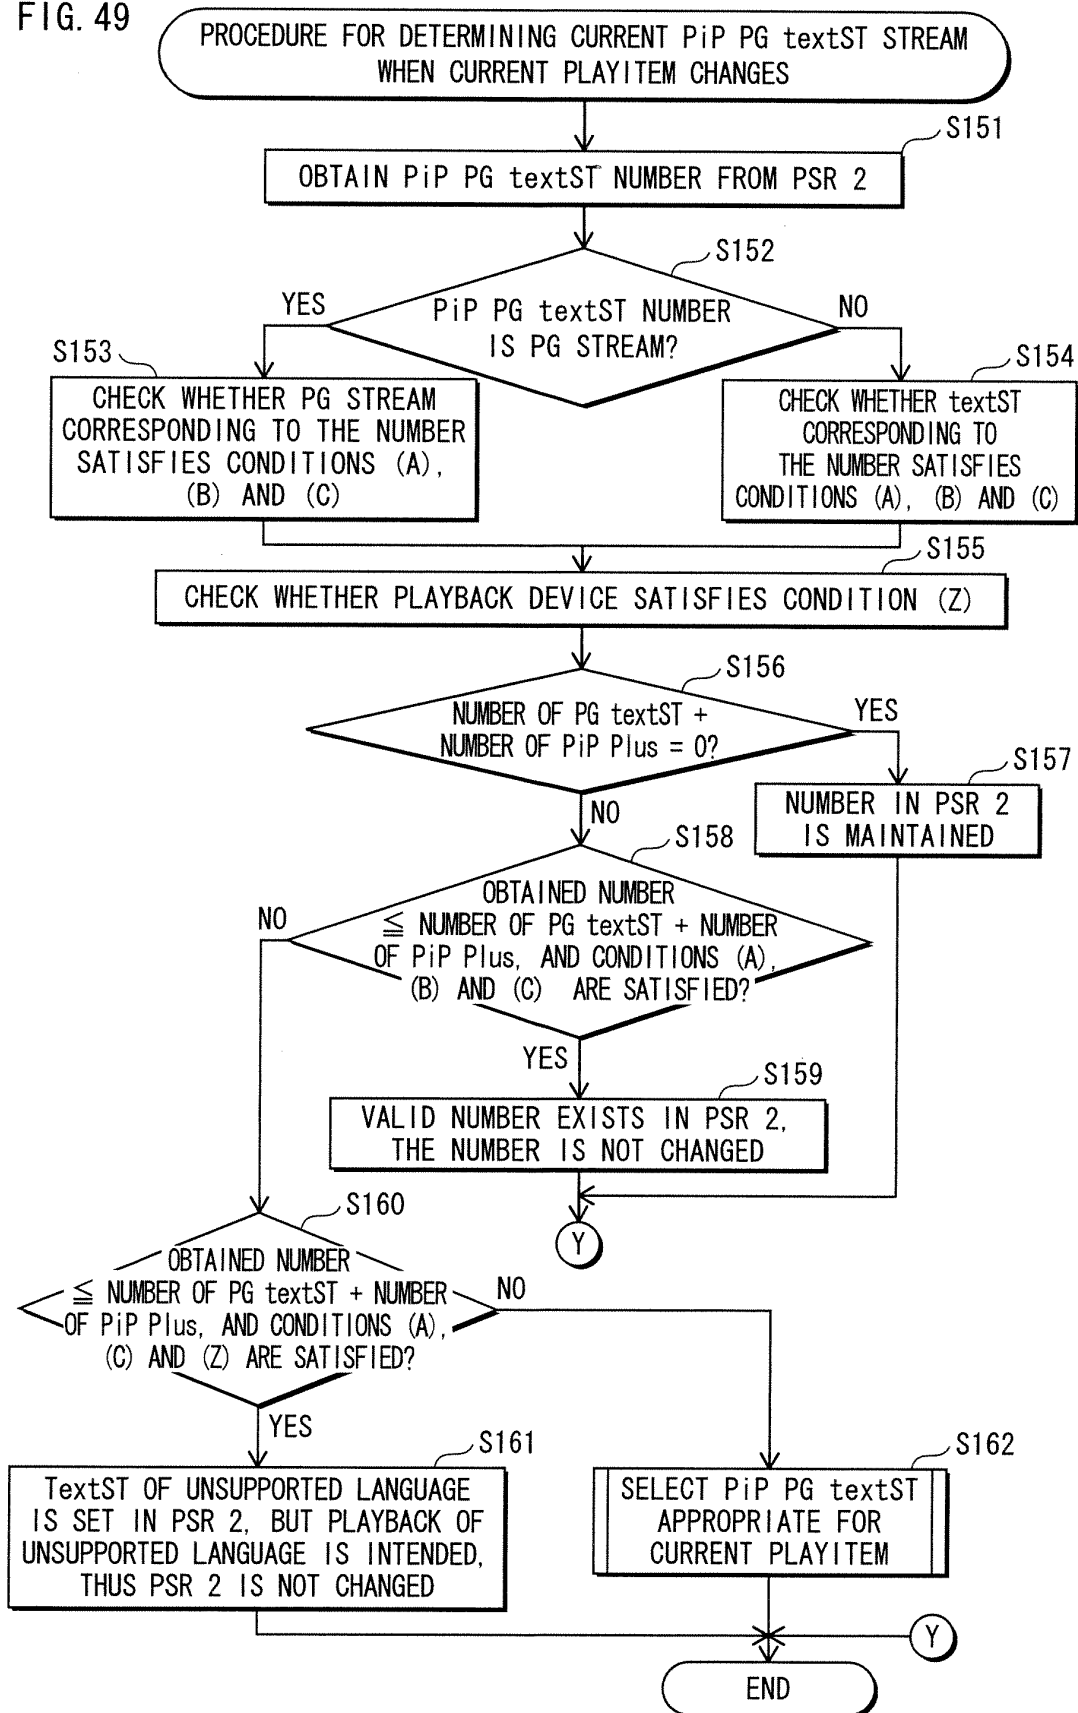 FIG. 49
PROCEDURE FOR DETERMINING CURRENT PiP PG textST STREAM
WHEN CURRENT PLAYITEM CHANGES
S151
OBTAIN PiP PG textST NUMBER FROM PSR 2
S152
PiP PG textST NUMBER
IS PG STREAM?
YES
NO
S153
CHECK WHETHER PG STREAM
CORRESPONDING TO THE NUMBER
SATISFIES CONDITIONS (A),
(B) AND (C)
S154
CHECK WHETHER textST
CORRESPONDING TO
THE NUMBER SATISFIES
CONDITIONS (A), (B) AND (C)
S155
CHECK WHETHER PLAYBACK DEVICE SATISFIES CONDITION (Z)
S156
NUMBER OF PG textST +
NUMBER OF PiP Plus = 0?
YES
NO
S157
NUMBER IN PSR 2
IS MAINTAINED
S158
OBTAINED NUMBER
≦ NUMBER OF PG textST + NUMBER
OF PiP Plus, AND CONDITIONS (A),
(B) AND (C) ARE SATISFIED?
NO
YES
S159
VALID NUMBER EXISTS IN PSR 2,
THE NUMBER IS NOT CHANGED
Y
S160
OBTAINED NUMBER
≦ NUMBER OF PG textST + NUMBER
OF PiP Plus, AND CONDITIONS (A),
(C) AND (Z) ARE SATISFIED?
NO
YES
S161
TextST OF UNSUPPORTED LANGUAGE
IS SET IN PSR 2, BUT PLAYBACK OF
UNSUPPORTED LANGUAGE IS INTENDED,
THUS PSR 2 IS NOT CHANGED
S162
SELECT PiP PG textST
APPROPRIATE FOR
CURRENT PLAYITEM
Y
END